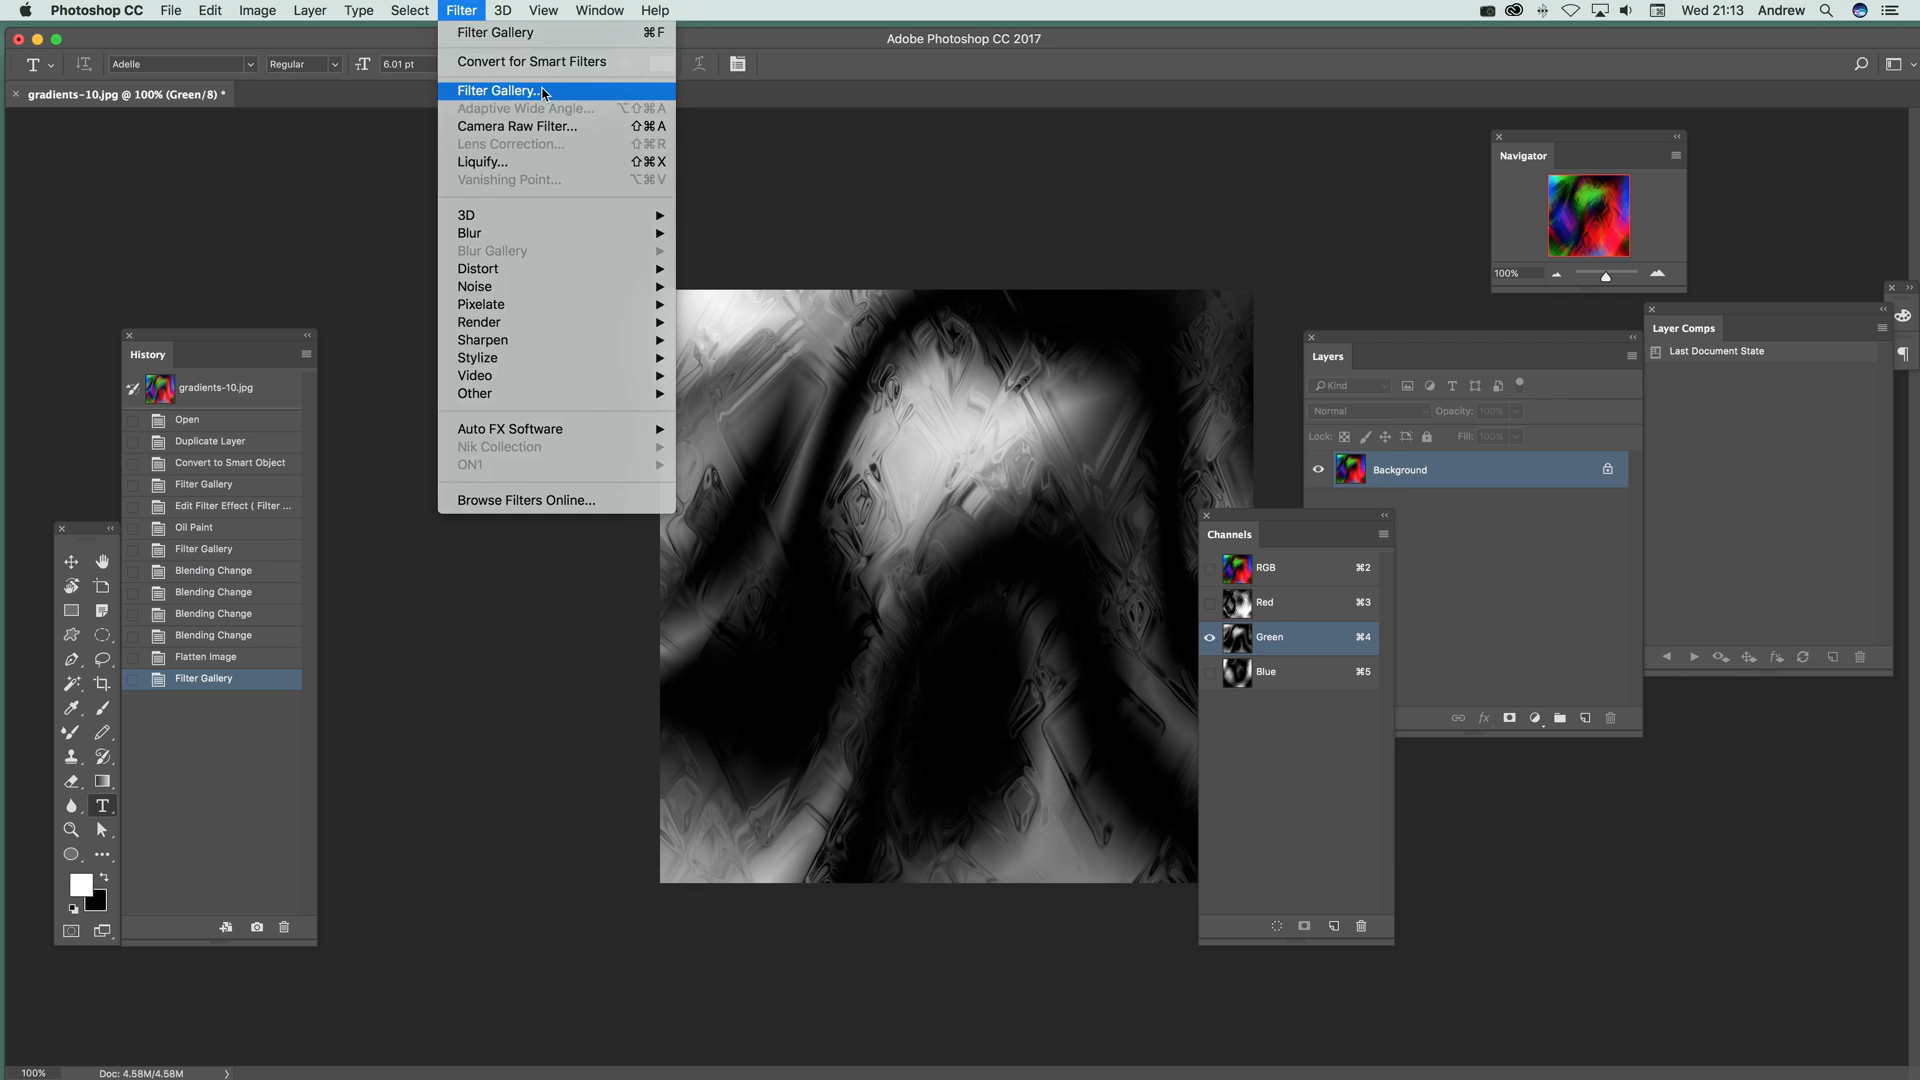 Photoshop CC File Edit Image Layer Type Select Filter 3D View Window Help Wed 21:13 Andrew
Adobe Photoshop CC 2017
T Adelle Regular 6.01 pt
gradients-10.jpg @ 100% (Green/8) *
Filter Gallery ⌘F
Convert for Smart Filters
Filter Gallery...
Adaptive Wide Angle... ⌥⇧⌘A
Camera Raw Filter... ⇧⌘A
Lens Correction... ⇧⌘R
Liquify... ⇧⌘X
Vanishing Point... ⌥⌘V
3D
Blur
Blur Gallery
Distort
Noise
Pixelate
Render
Sharpen
Stylize
Video
Other
Auto FX Software
Nik Collection
ON1
Browse Filters Online...
History
gradients-10.jpg
Open
Duplicate Layer
Convert to Smart Object
Filter Gallery
Edit Filter Effect ( Filter ...
Oil Paint
Filter Gallery
Blending Change
Blending Change
Blending Change
Blending Change
Flatten Image
Filter Gallery
Navigator
100%
Layers
Kind
Normal Opacity: 100%
Lock: Fill: 100%
Background
Layer Comps
Last Document State
Channels
RGB ⌘2
Red ⌘3
Green ⌘4
Blue ⌘5
100% Doc: 4.58M/4.58M